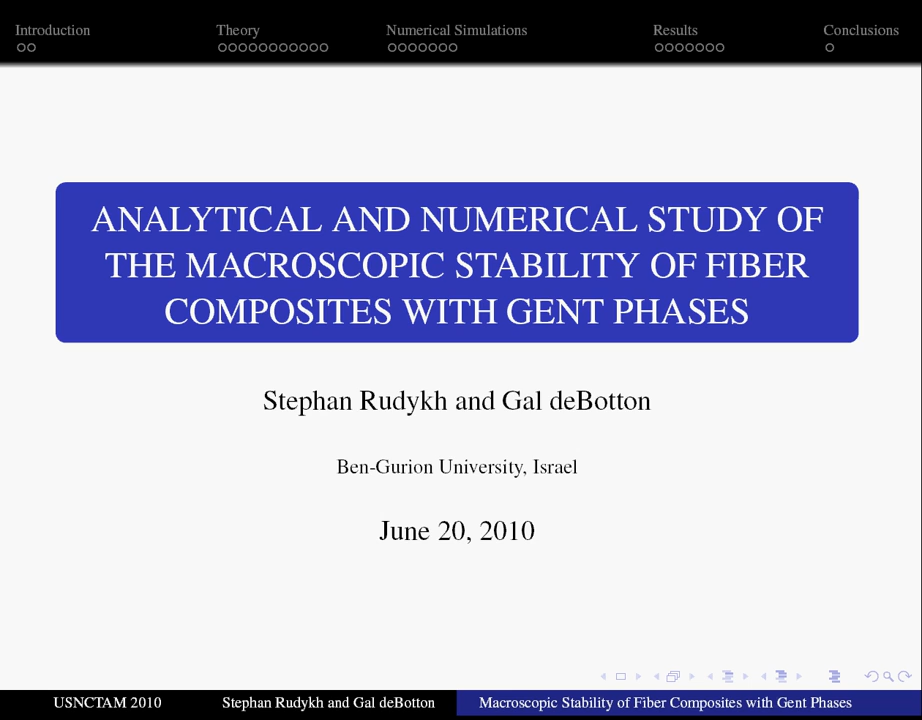 Introduction Theory Numerical Simulations Results Conclusions
ANALYTICAL AND NUMERICAL STUDY OF
THE MACROSCOPIC STABILITY OF FIBER
COMPOSITES WITH GENT PHASES
Stephan Rudykh and Gal deBotton
Ben-Gurion University, Israel
June 20, 2010
USNCTAM 2010 Stephan Rudykh and Gal deBotton Macroscopic Stability of Fiber Composites with Gent Phases